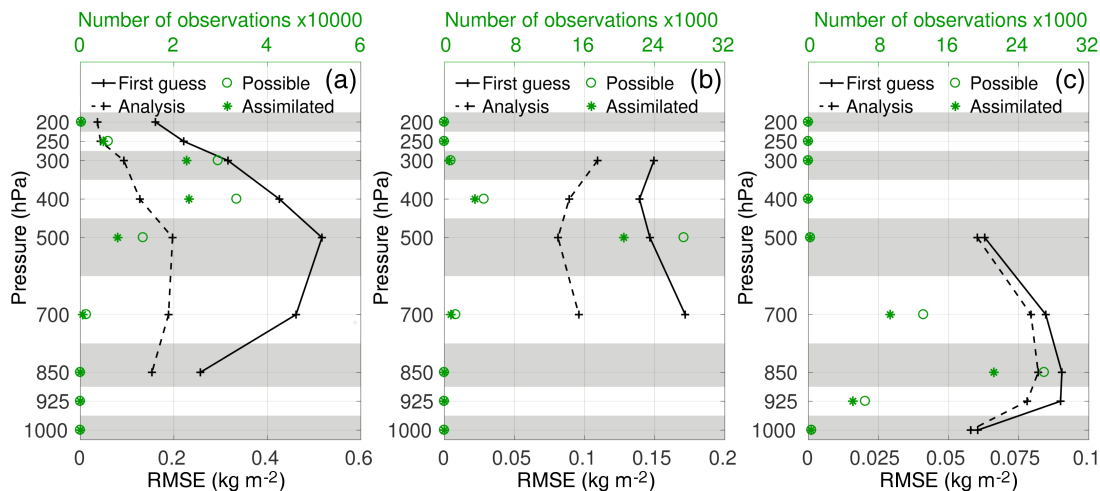 Number of observations x10000
0 2 4 6
First guess Possible (a)
Analysis Assimilated
Pressure (hPa)
200
250
300
400
500
700
850
925
1000
0 0.2 0.4 0.6
RMSE (kg m-2)
Number of observations x1000
0 8 16 24 32
First guess Possible (b)
Analysis Assimilated
Pressure (hPa)
200
250
300
400
500
700
850
925
1000
0 0.05 0.10 0.15 0.2
RMSE (kg m-2)
Number of observations x1000
0 6 12 18 24 32
First guess Possible (c)
Analysis Assimilated
Pressure (hPa)
200
250
300
400
500
700
850
925
1000
0 0.025 0.05 0.075 0.1
RMSE (kg m-2)